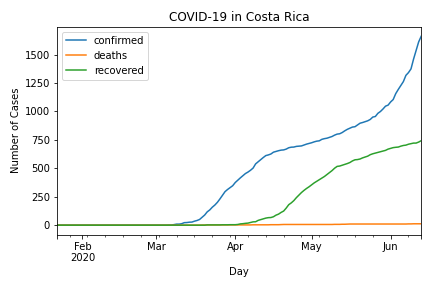 COVID-19 in Costa Rica
confirmed
deaths
recovered
Number of Cases
1500
1250
1000
750
500
250
0
Feb Mar Apr May Jun
2020
Day